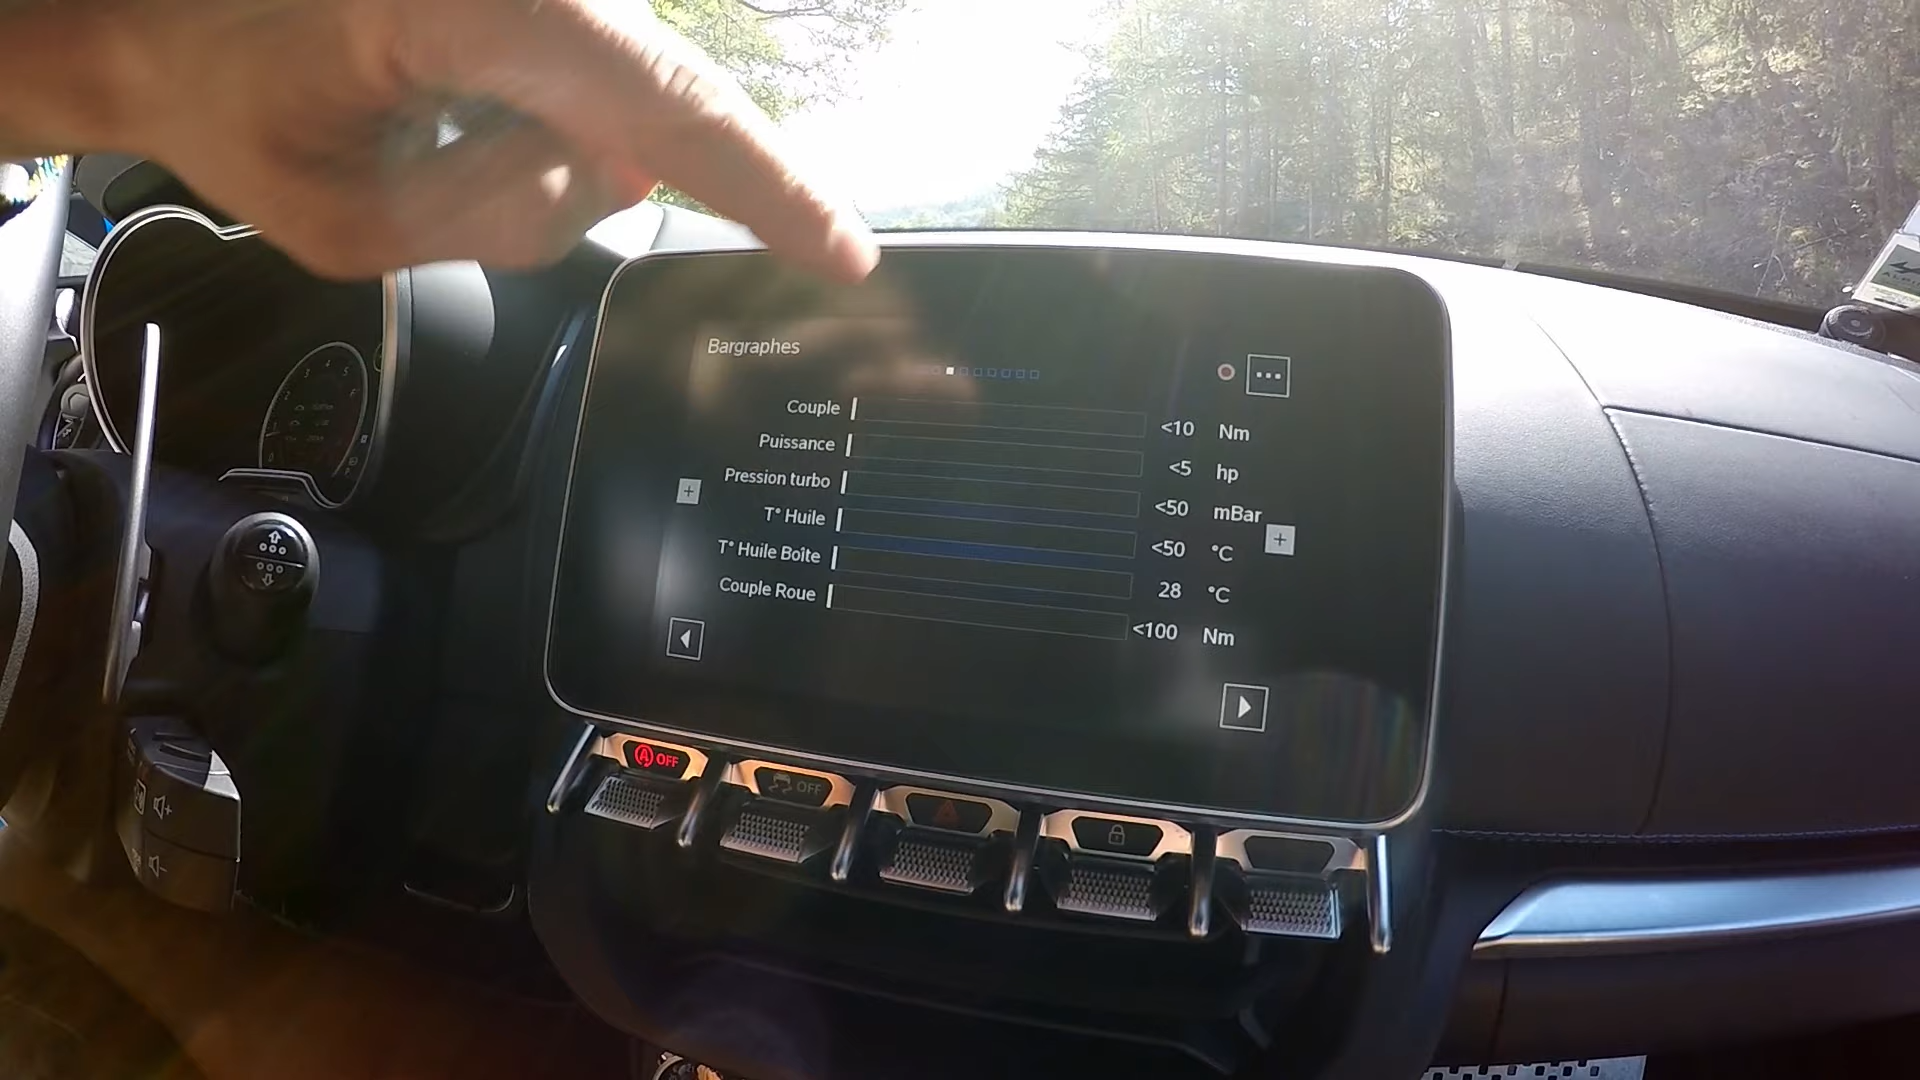 Bargraphes
Couple <10 Nm
Puissance <5 hp
Pression turbo <50 mBar
T° Huile <50 °C
T° Huile Boîte 28 °C
Couple Roue <100 Nm
A OFF
OFF